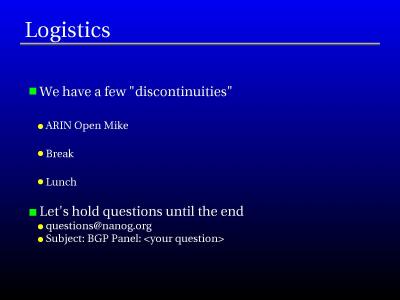 Logistics
We have a few "discontinuities"
ARIN Open Mike
Break
Lunch
Let's hold questions until the end
questions@nanog.org
Subject: BGP Panel: <your question>